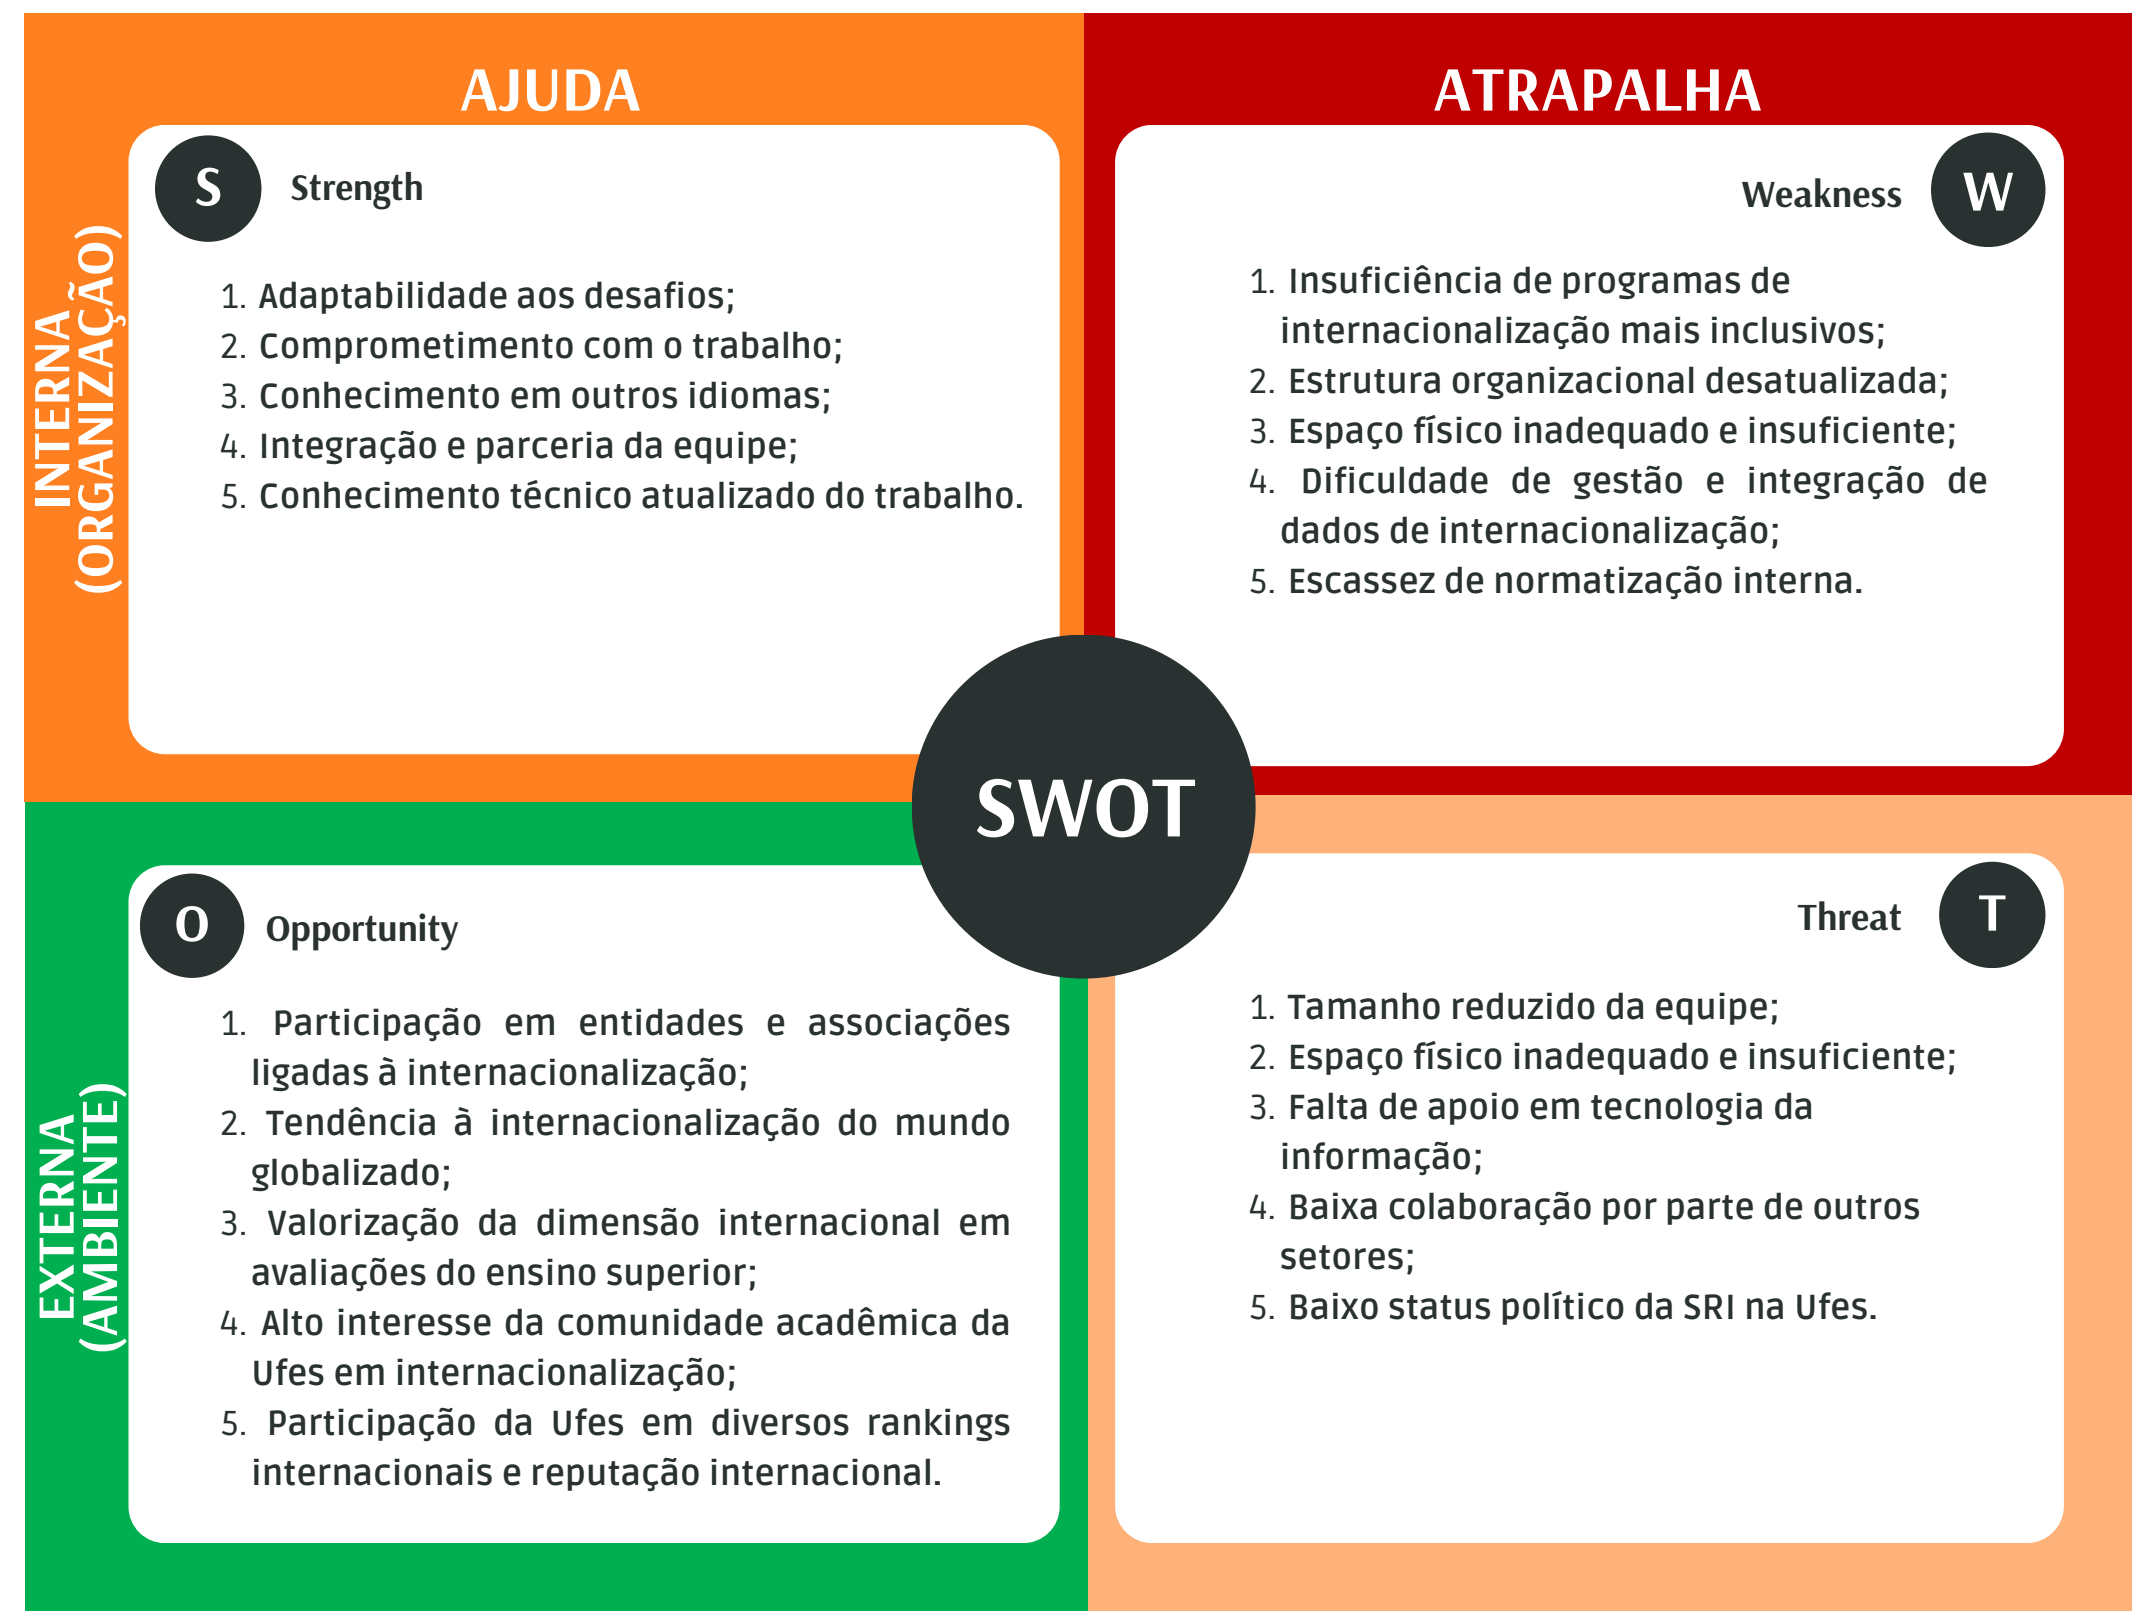 AJUDA
ATRAPALHA
INTERNA
(ORGANIZAÇÃO)
S
Strength
1. Adaptabilidade aos desafios;
2. Comprometimento com o trabalho;
3. Conhecimento em outros idiomas;
4. Integração e parceria da equipe;
5. Conhecimento técnico atualizado do trabalho.
Weakness
W
1. Insuficiência de programas de
internacionalização mais inclusivos;
2. Estrutura organizacional desatualizada;
3. Espaço físico inadequado e insuficiente;
4. Dificuldade de gestão e integração de
dados de internacionalização;
5. Escassez de normatização interna.
SWOT
EXTERNA
(AMBIENTE)
O
Opportunity
1. Participação em entidades e associações
ligadas à internacionalização;
2. Tendência à internacionalização do mundo
globalizado;
3. Valorização da dimensão internacional em
avaliações do ensino superior;
4. Alto interesse da comunidade acadêmica da
Ufes em internacionalização;
5. Participação da Ufes em diversos rankings
internacionais e reputação internacional.
Threat
T
1. Tamanho reduzido da equipe;
2. Espaço físico inadequado e insuficiente;
3. Falta de apoio em tecnologia da
informação;
4. Baixa colaboração por parte de outros
setores;
5. Baixo status político da SRI na Ufes.